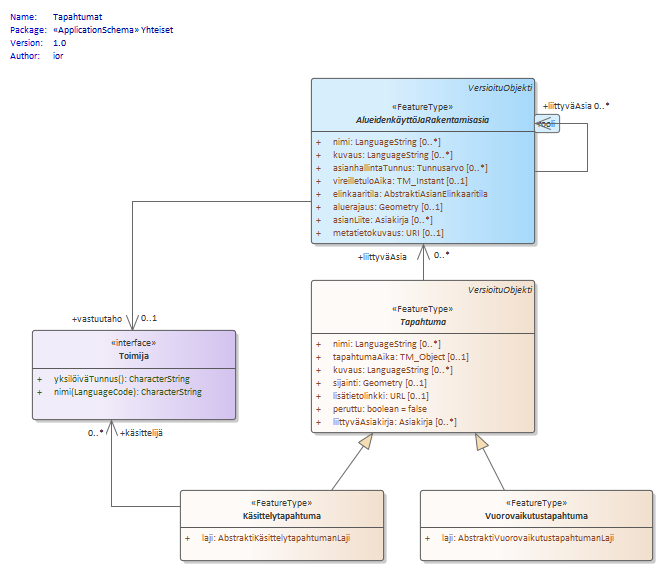 Name: Tapahtumat
Package: «ApplicationSchema» Yhteiset
Version: 1.0
Author: ior
VersioituObjekti
«FeatureType»
AlueidenkäyttöJaRakentamisasia
+ nimi: LanguageString [0..*]
+ kuvaus: LanguageString [0..*]
+ asianhallintaTunnus: Tunnusarvo [0..*]
+ vireilletuloAika: TM_Instant [0..1]
+ elinkaaritila: AbstraktiAsianElinkaaritila
+ aluerajaus: Geometry [0..1]
+ asianLiite: Asiakirja [0..*]
+ metatietokuvaus: URI [0..1]
+liittyväAsia 0..*
+liittyväAsia 0..*
VersioituObjekti
«FeatureType»
Tapahtuma
+ nimi: LanguageString [0..*]
+ tapahtumaAika: TM_Object [0..1]
+ kuvaus: LanguageString [0..*]
+ sijainti: Geometry [0..1]
+ lisätietolinkki: URL [0..1]
+ peruttu: boolean = false
+ liittyväAsiakirja: Asiakirja [0..*]
+vastuutaho 0..1
«interface»
Toimija
+ yksilöiväTunnus(): CharacterString
+ nimi(LanguageCode): CharacterString
0..* +käsittelijä
«FeatureType»
Käsittelytapahtuma
+ laji: AbstraktiKäsittelytapahtumanLaji
«FeatureType»
Vuorovaikutustapahtuma
+ laji: AbstraktiVuorovaikutustapahtumanLaji